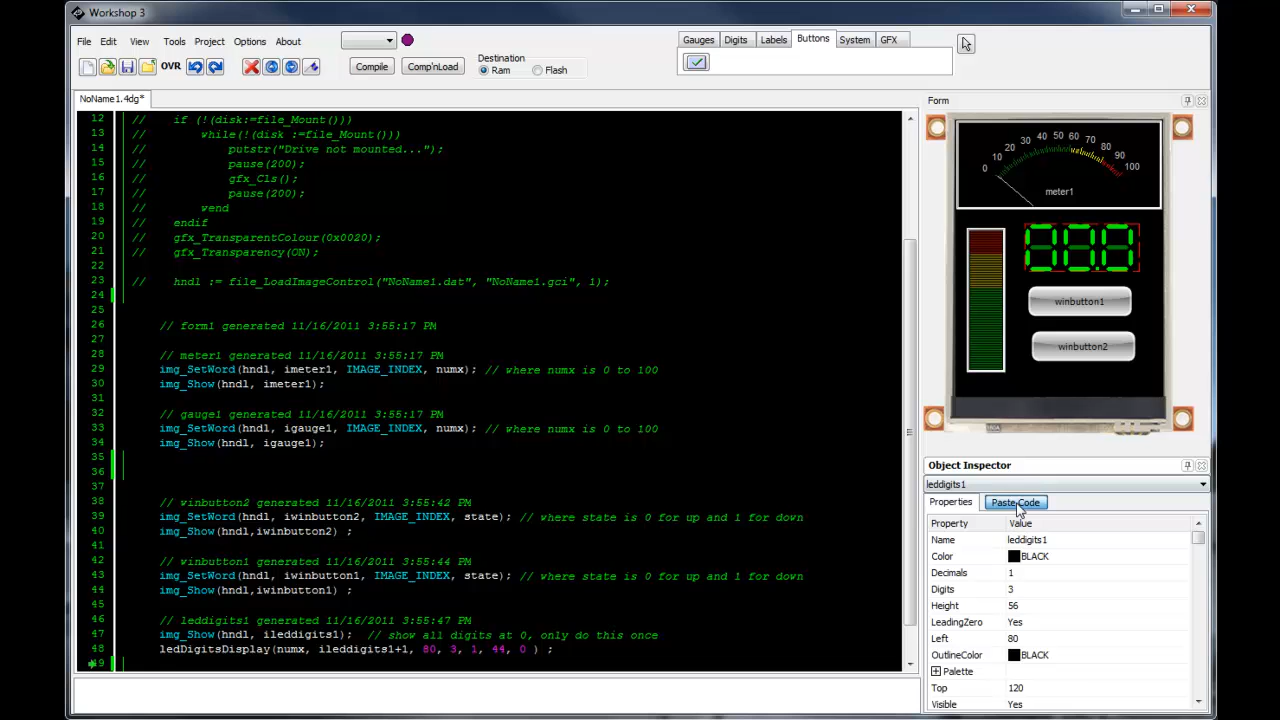 Workshop 3
File Edit View Tools Project Options About
Gauges Digits Labels Buttons System GFX
OVR
Compile Comp'nLoad
Destination
Ram Flash
NoName1.4dg*
12 // if (!(disk:=file_Mount()))
13 // while(!(disk :=file_Mount()))
14 // putstr("Drive not mounted...");
15 // pause(200);
16 // gfx_Cls();
17 // pause(200);
18 // wend
19 // endif
20 // gfx_TransparentColour(0x0020);
21 // gfx_Transparency(ON);
22
23 // hndl := file_LoadImageControl("NoName1.dat", "NoName1.gci", 1);
24
25
26 // form1 generated 11/16/2011 3:55:17 PM
27
28 // meter1 generated 11/16/2011 3:55:17 PM
29 img_SetWord(hndl, imeter1, IMAGE_INDEX, numx); // where numx is 0 to 100
30 img_Show(hndl, imeter1);
31
32 // gauge1 generated 11/16/2011 3:55:17 PM
33 img_SetWord(hndl, igauge1, IMAGE_INDEX, numx); // where numx is 0 to 100
34 img_Show(hndl, igauge1);
35
36
37
38 // winbutton2 generated 11/16/2011 3:55:42 PM
39 img_SetWord(hndl, iwinbutton2, IMAGE_INDEX, state); // where state is 0 for up and 1 for down
40 img_Show(hndl,iwinbutton2) ;
41
42 // winbutton1 generated 11/16/2011 3:55:44 PM
43 img_SetWord(hndl, iwinbutton1, IMAGE_INDEX, state); // where state is 0 for up and 1 for down
44 img_Show(hndl,iwinbutton1) ;
45
46 // leddigits1 generated 11/16/2011 3:55:47 PM
47 img_Show(hndl, ileddigits1); // show all digits at 0, only do this once
48 ledDigitsDisplay(numx, ileddigits1+1, 80, 3, 1, 44, 0 ) ;
49
Form
0 10 20 30 40 50 60 70 80 90 100
meter1
00.0
winbutton1
winbutton2
Object Inspector
leddigits1
Properties Paste Code
Property Value
Name leddigits1
Color BLACK
Decimals 1
Digits 3
Height 56
LeadingZero Yes
Left 80
OutlineColor BLACK
Palette
Top 120
Visible Yes